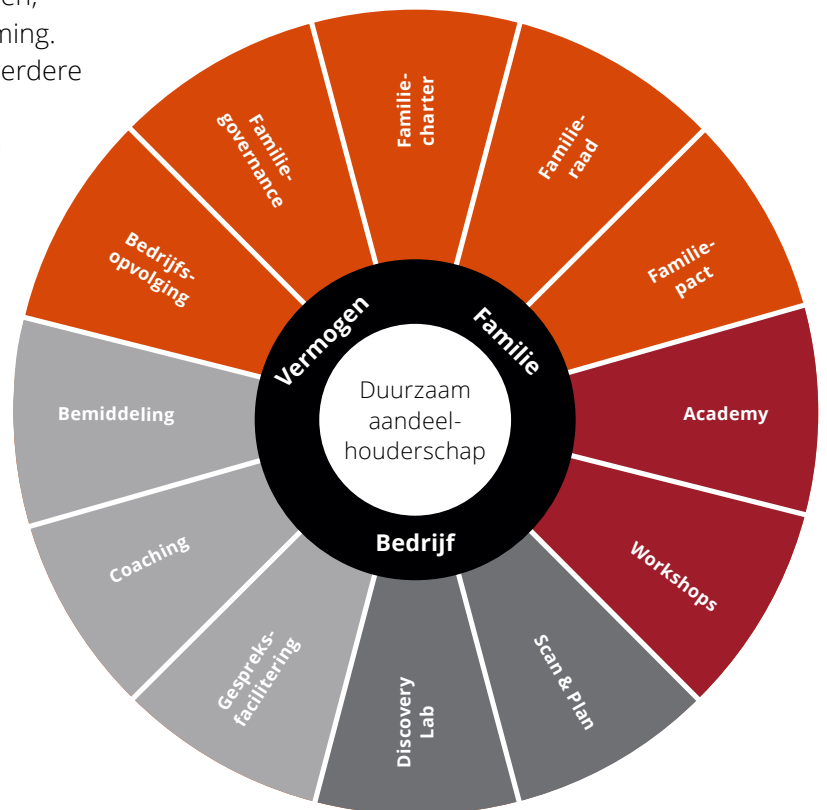 en,
ming.
erdere
Familie-
charter
Familie-
raad
Familie-
pact
Academy
Workshops
Scan & Plan
Discovery
Lab
Gespreks-
facilitering
Coaching
Bemiddeling
Bedrijfs-
opvolging
Familie-
governance
Vermogen
Familie
Bedrijf
Duurzaam
aandeel-
houderschap